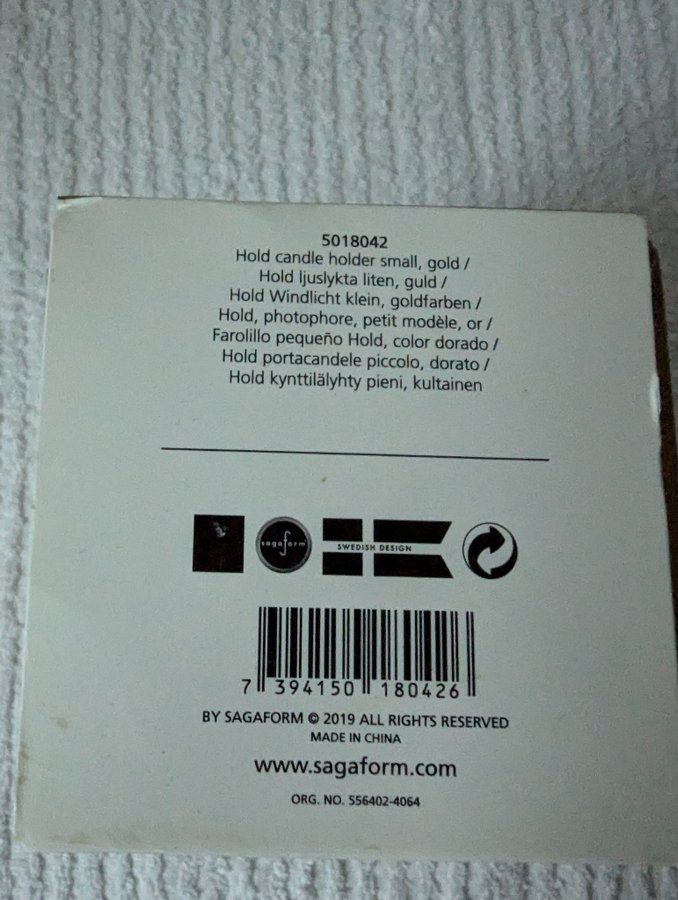 5018042
Hold candle holder small, gold /
Hold ljuslykta liten, guld /
Hold Windlicht klein, goldfarben /
Hold, photophore, petit modèle, or /
Farolillo pequeño Hold, color dorado /
Hold portacandele piccolo, dorato /
Hold kynttilälyhty pieni, kultainen
sagaform
SWEDISH DESIGN
7 394150 180426
BY SAGAFORM © 2019 ALL RIGHTS RESERVED
MADE IN CHINA
www.sagaform.com
ORG. NO. 556402-4064